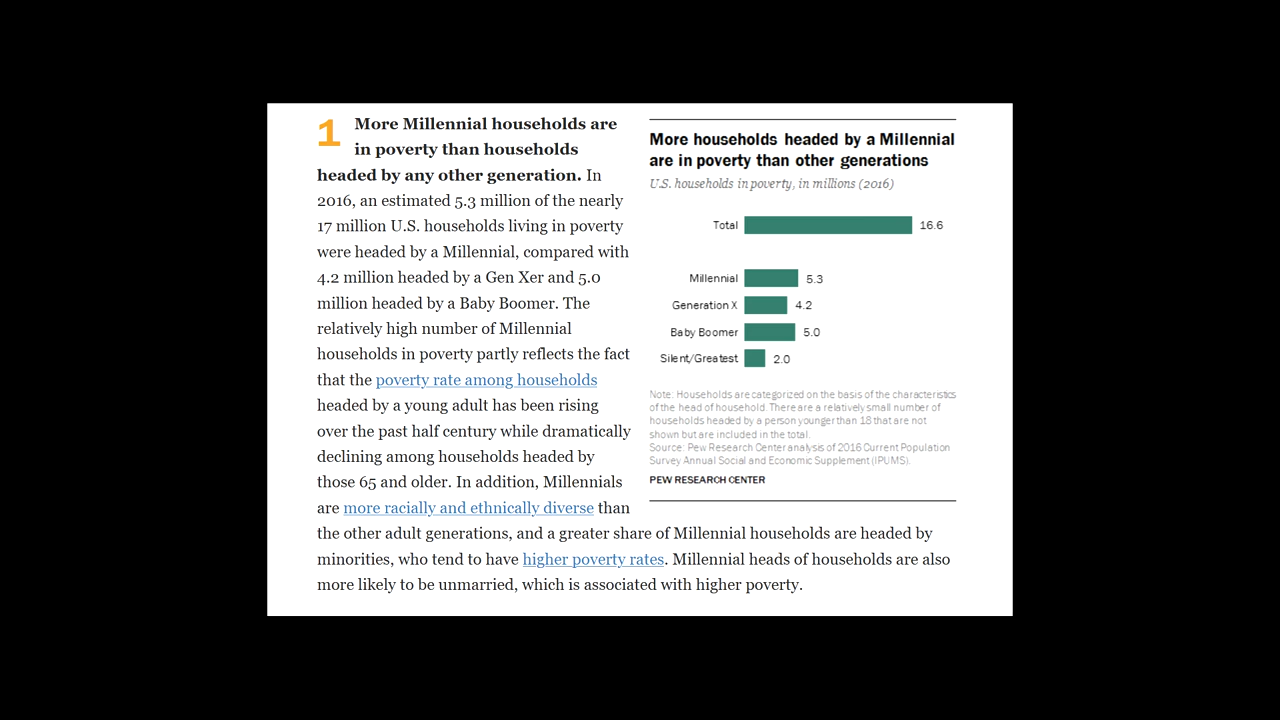 1 More Millennial households are
in poverty than households
headed by any other generation. In
2016, an estimated 5.3 million of the nearly
17 million U.S. households living in poverty
were headed by a Millennial, compared with
4.2 million headed by a Gen Xer and 5.0
million headed by a Baby Boomer. The
relatively high number of Millennial
households in poverty partly reflects the fact
that the poverty rate among households
headed by a young adult has been rising
over the past half century while dramatically
declining among households headed by
those 65 and older. In addition, Millennials
are more racially and ethnically diverse than
the other adult generations, and a greater share of Millennial households are headed by
minorities, who tend to have higher poverty rates. Millennial heads of households are also
more likely to be unmarried, which is associated with higher poverty.
More households headed by a Millennial
are in poverty than other generations
U.S. households in poverty, in millions (2016)
Total 16.6
Millennial 5.3
Generation X 4.2
Baby Boomer 5.0
Silent/Greatest 2.0
Note: Households are categorized on the basis of the characteristics
of the head of household. There are a relatively small number of
households headed by a person younger than 18 that are not
shown but are included in the total.
Source: Pew Research Center analysis of 2016 Current Population
Survey Annual Social and Economic Supplement (IPUMS).
PEW RESEARCH CENTER